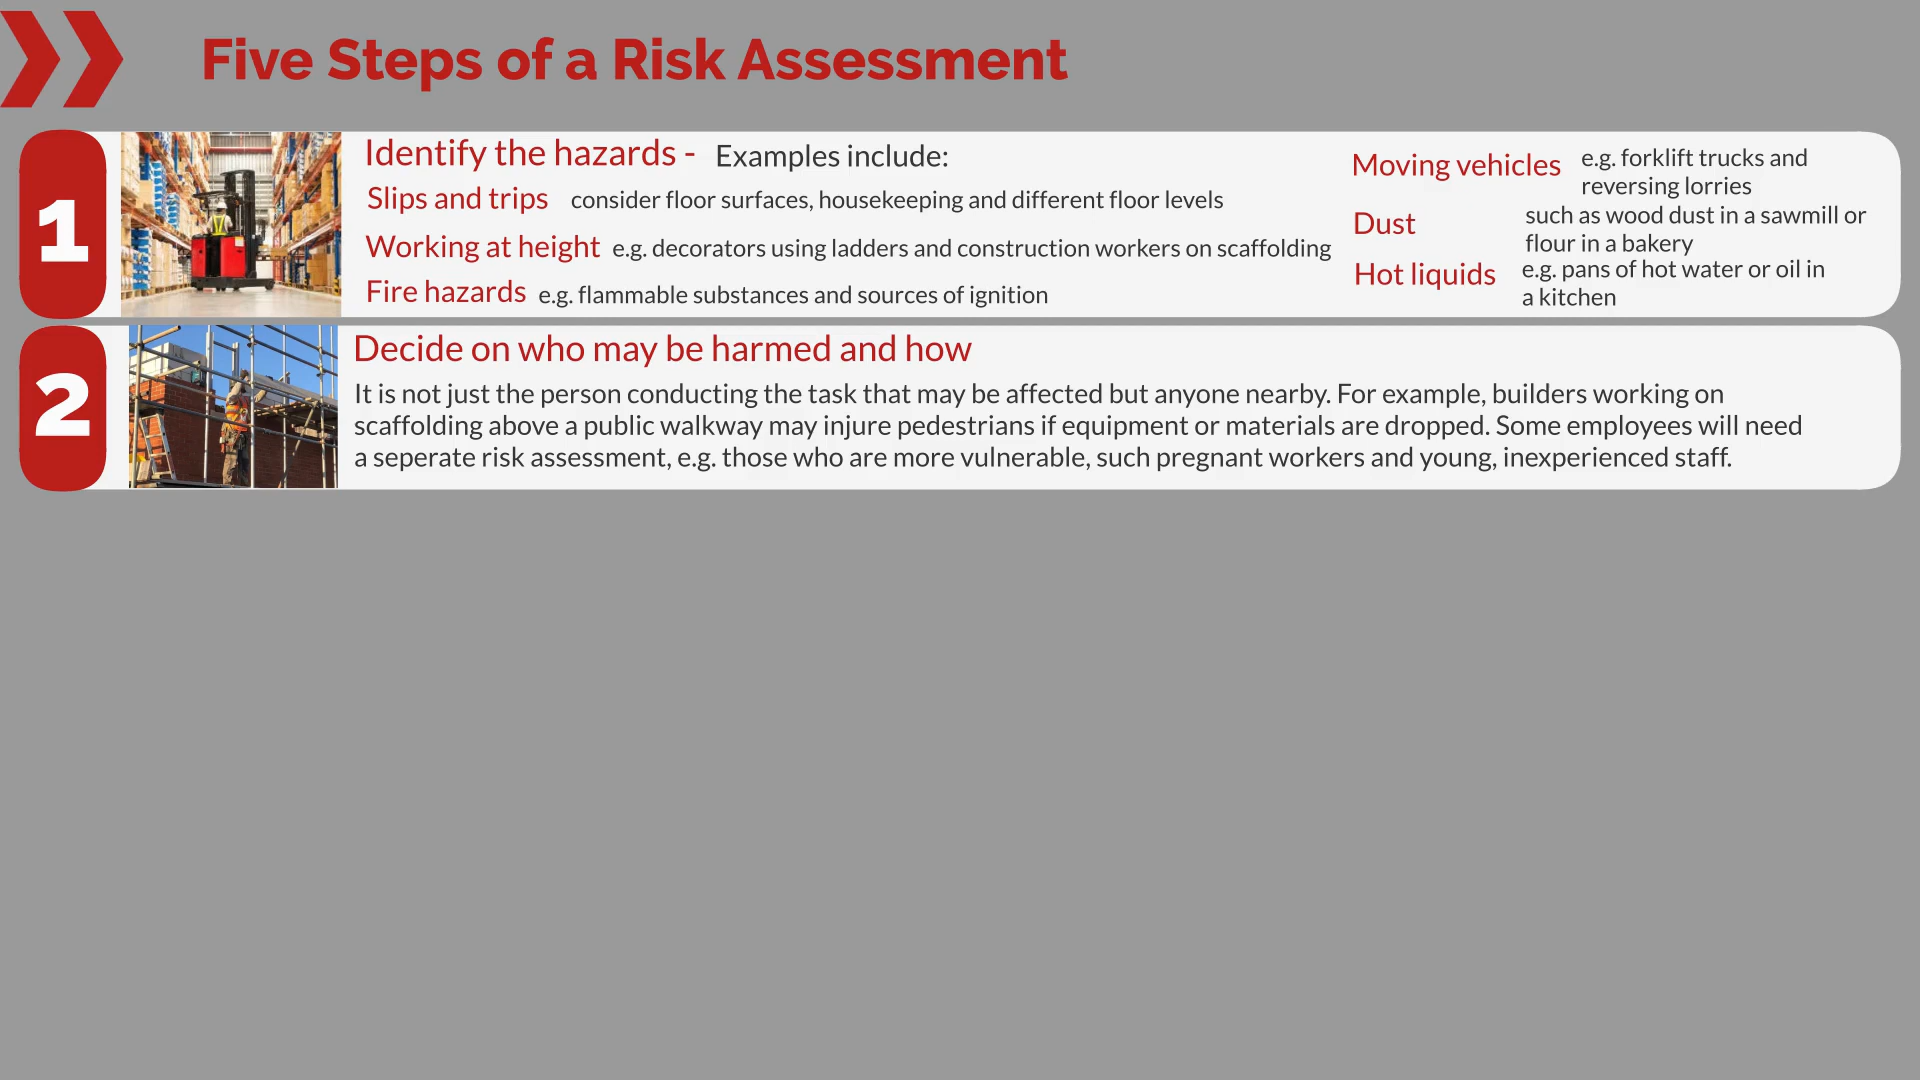 Five Steps of a Risk Assessment
1
Identify the hazards - Examples include:
Slips and trips consider floor surfaces, housekeeping and different floor levels
Working at height e.g. decorators using ladders and construction workers on scaffolding
Fire hazards e.g. flammable substances and sources of ignition
Moving vehicles e.g. forklift trucks and
reversing lorries
Dust such as wood dust in a sawmill or
flour in a bakery
Hot liquids e.g. pans of hot water or oil in
a kitchen
2
Decide on who may be harmed and how
It is not just the person conducting the task that may be affected but anyone nearby. For example, builders working on
scaffolding above a public walkway may injure pedestrians if equipment or materials are dropped. Some employees will need
a seperate risk assessment, e.g. those who are more vulnerable, such pregnant workers and young, inexperienced staff.